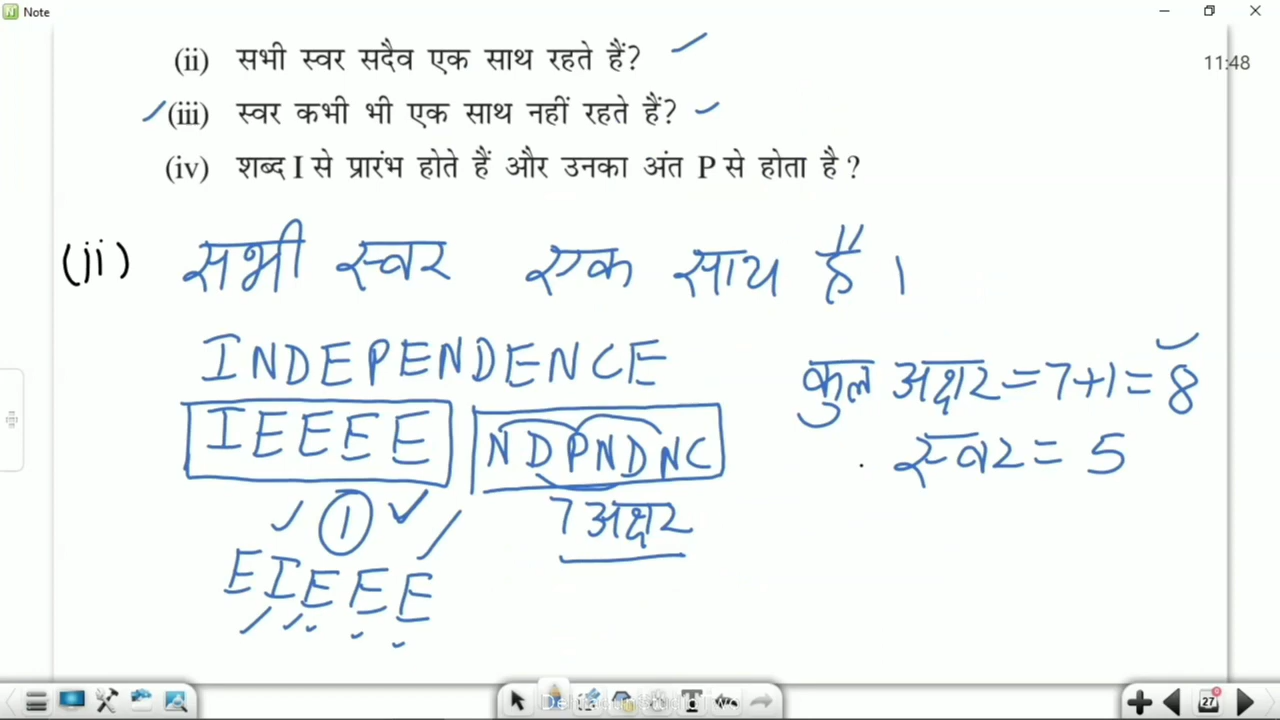 Note
11:48
(ii) सभी स्वर सदैव एक साथ रहते हैं?
(iii) स्वर कभी भी एक साथ नहीं रहते हैं?
(iv) शब्द I से प्रारंभ होते हैं और उनका अंत P से होता है ?
(ii) सभी स्वर एक साथ है ।
INDEPENDENCE
IEEEE NDPNDNC
कुल अक्षर = 7+1 = 8
स्वर = 5
1 7 अक्षर
EIEEE
27